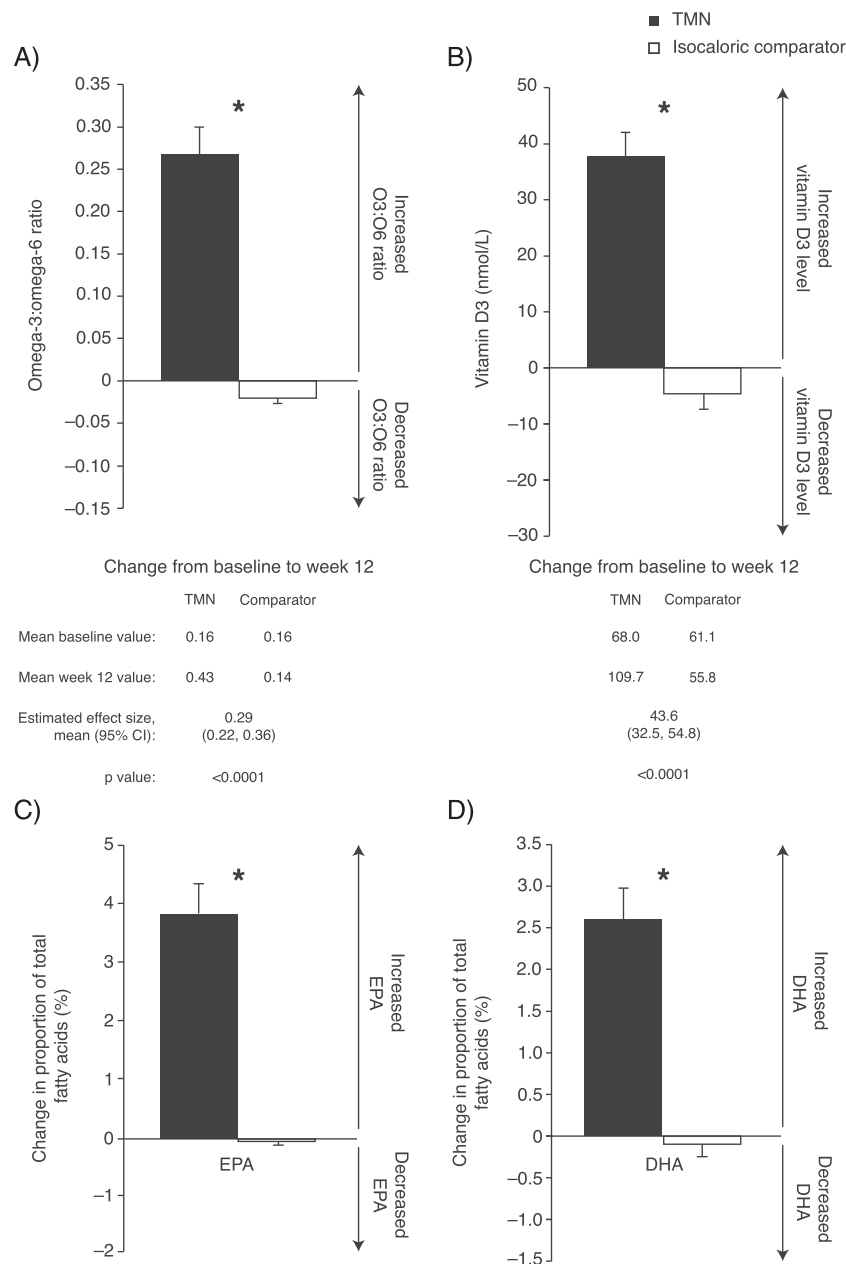 TMN
Isocaloric comparator
A)
0.35
0.30
0.25
0.20
0.15
0.10
0.05
0
–0.05
–0.10
–0.15
Omega-3:omega-6 ratio
*
Increased
O3:O6 ratio
Decreased
O3:O6 ratio
Change from baseline to week 12
TMN Comparator
Mean baseline value: 0.16 0.16
Mean week 12 value: 0.43 0.14
Estimated effect size, 0.29
mean (95% CI): (0.22, 0.36)
p value: <0.0001
B)
50
40
30
20
10
0
–10
–20
–30
Vitamin D3 (nmol/L)
*
Increased
vitamin D3 level
Decreased
vitamin D3 level
Change from baseline to week 12
TMN Comparator
68.0 61.1
109.7 55.8
43.6
(32.5, 54.8)
<0.0001
C)
5
4
3
2
1
0
–1
–2
Change in proportion of total
fatty acids (%)
*
EPA
Increased
EPA
Decreased
EPA
D)
3.5
3.0
2.5
2.0
1.5
1.0
0.5
0
–0.5
–1.0
–1.5
Change in proportion of total
fatty acids (%)
*
DHA
Increased
DHA
Decreased
DHA